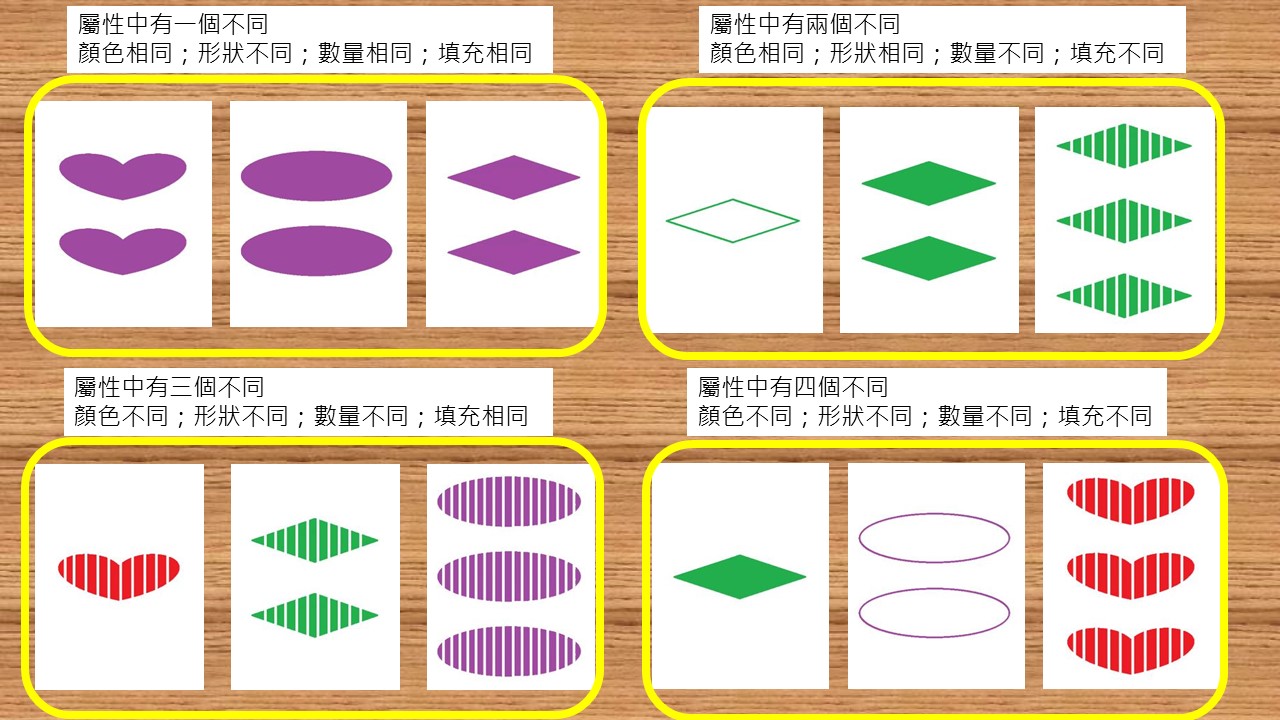 屬性中有一個不同
顏色相同；形狀不同；數量相同；填充相同
屬性中有兩個不同
顏色相同；形狀相同；數量不同；填充不同
屬性中有三個不同
顏色不同；形狀不同；數量不同；填充相同
屬性中有四個不同
顏色不同；形狀不同；數量不同；填充不同